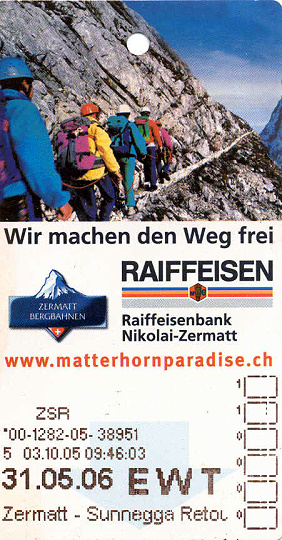 Wir machen den Weg frei
ZERMATT
BERGBAHNEN
RAIFFEISEN
Raiffeisenbank
Nikolai-Zermatt
www.matterhornparadise.ch
ZSR
°00-1282-05- 38951
5 03.10.05 09:46:03
31.05.06 EWT
Zermatt - Sunnegga Retou
1
1
0
0
0